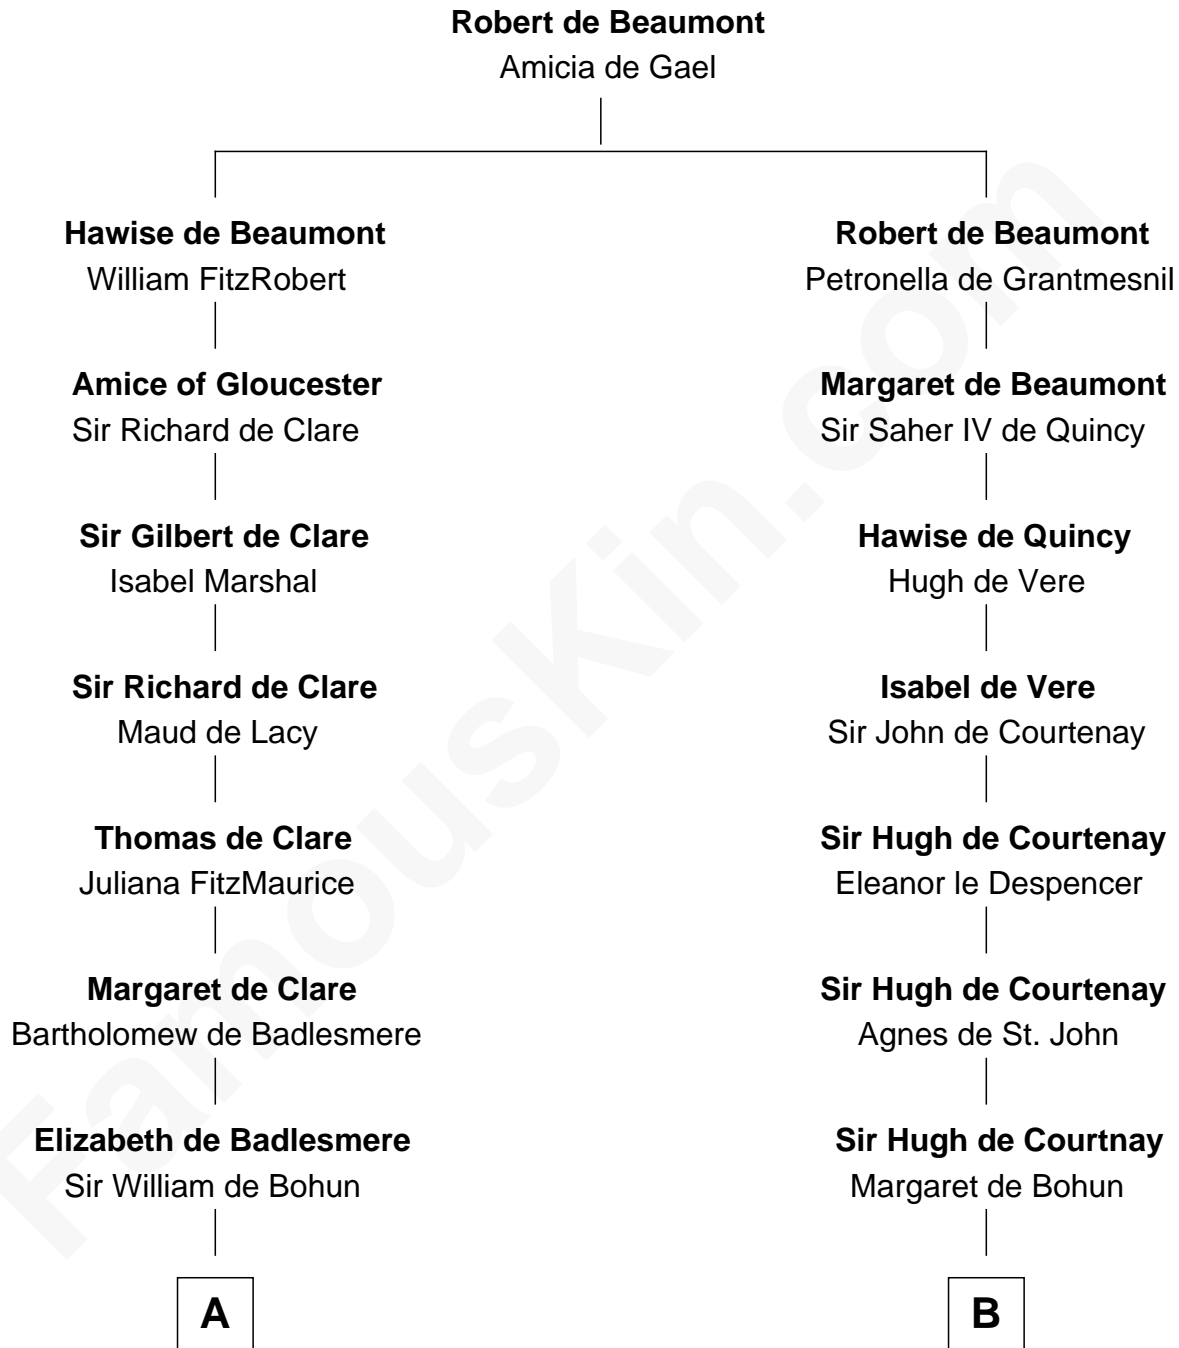 Robert de Beaumont
Amicia de Gael
Hawise de Beaumont
William FitzRobert
Robert de Beaumont
Petronella de Grantmesnil
Amice of Gloucester
Sir Richard de Clare
Margaret de Beaumont
Sir Saher IV de Quincy
Sir Gilbert de Clare
Isabel Marshal
Hawise de Quincy
Hugh de Vere
Sir Richard de Clare
Maud de Lacy
Isabel de Vere
Sir John de Courtenay
Thomas de Clare
Juliana FitzMaurice
Sir Hugh de Courtenay
Eleanor le Despencer
Margaret de Clare
Bartholomew de Badlesmere
Sir Hugh de Courtenay
Agnes de St. John
Elizabeth de Badlesmere
Sir William de Bohun
Sir Hugh de Courtnay
Margaret de Bohun
A
B
FamousKin.com